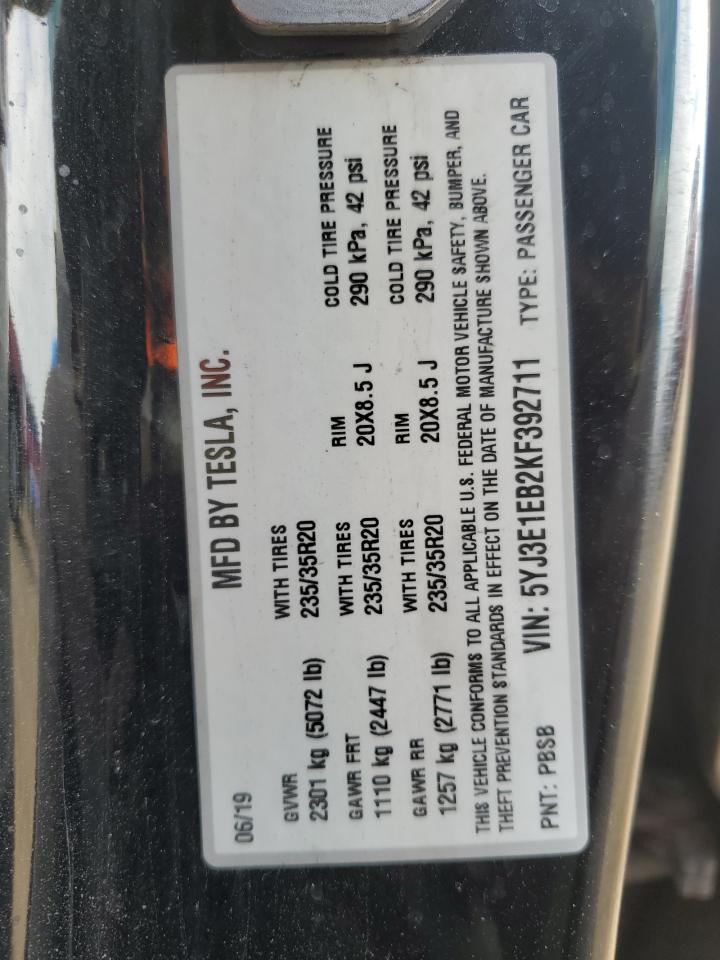 MFD BY TESLA, INC.
06/19
GVWR WITH TIRES
2301 kg (5072 lb) 235/35R20
GAWR FRT WITH TIRES RIM COLD TIRE PRESSURE
1110 kg (2447 lb) 235/35R20 20X8.5 J 290 kPa, 42 psi
GAWR RR WITH TIRES RIM COLD TIRE PRESSURE
1257 kg (2771 lb) 235/35R20 20X8.5 J 290 kPa, 42 psi
THIS VEHICLE CONFORMS TO ALL APPLICABLE U.S. FEDERAL MOTOR VEHICLE SAFETY, BUMPER, AND
THEFT PREVENTION STANDARDS IN EFFECT ON THE DATE OF MANUFACTURE SHOWN ABOVE.
PNT: PBSB VIN: 5YJ3E1EB2KF392711 TYPE: PASSENGER CAR